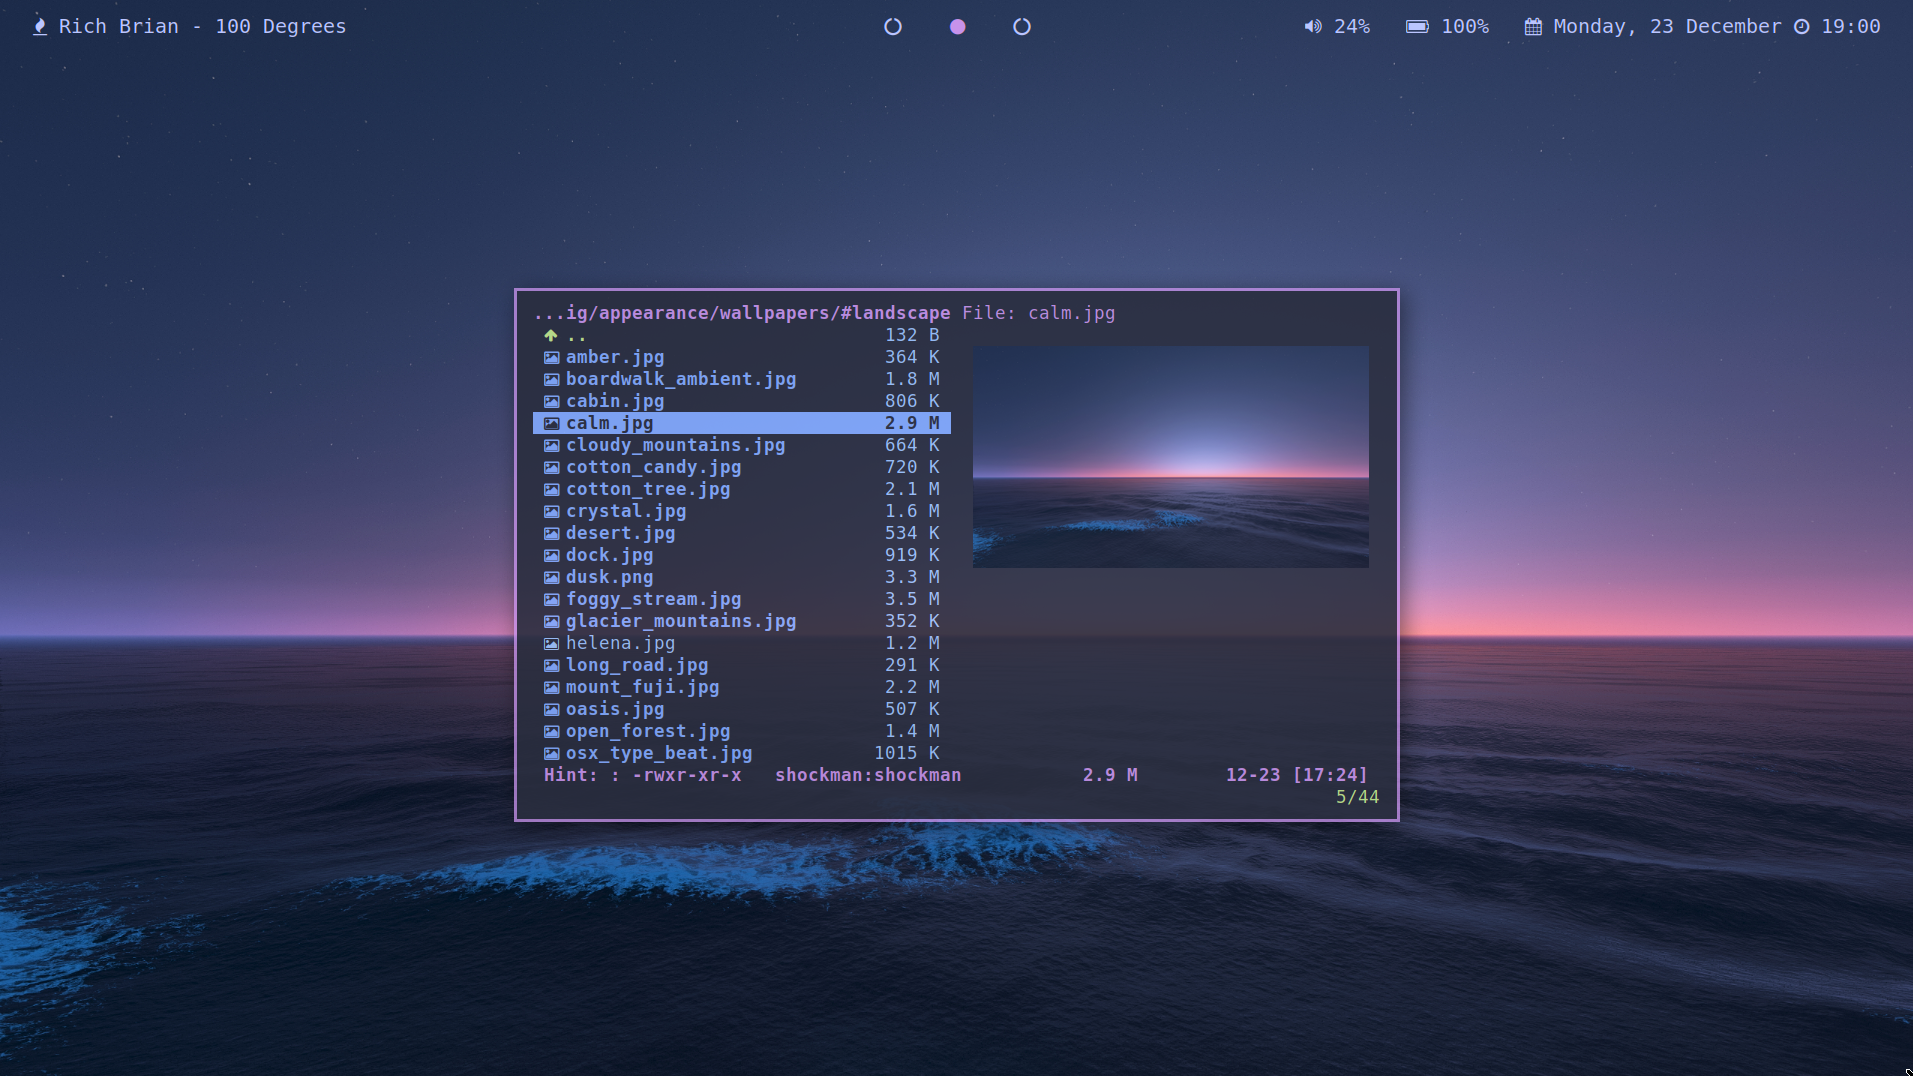 Rich Brian - 100 Degrees
24% 100% Monday, 23 December 19:00
...ig/appearance/wallpapers/#landscape File: calm.jpg
.. 132 B
amber.jpg 364 K
boardwalk_ambient.jpg 1.8 M
cabin.jpg 806 K
calm.jpg 2.9 M
cloudy_mountains.jpg 664 K
cotton_candy.jpg 720 K
cotton_tree.jpg 2.1 M
crystal.jpg 1.6 M
desert.jpg 534 K
dock.jpg 919 K
dusk.png 3.3 M
foggy_stream.jpg 3.5 M
glacier_mountains.jpg 352 K
helena.jpg 1.2 M
long_road.jpg 291 K
mount_fuji.jpg 2.2 M
oasis.jpg 507 K
open_forest.jpg 1.4 M
osx_type_beat.jpg 1015 K
Hint: : -rwxr-xr-x shockman:shockman 2.9 M 12-23 [17:24]
5/44